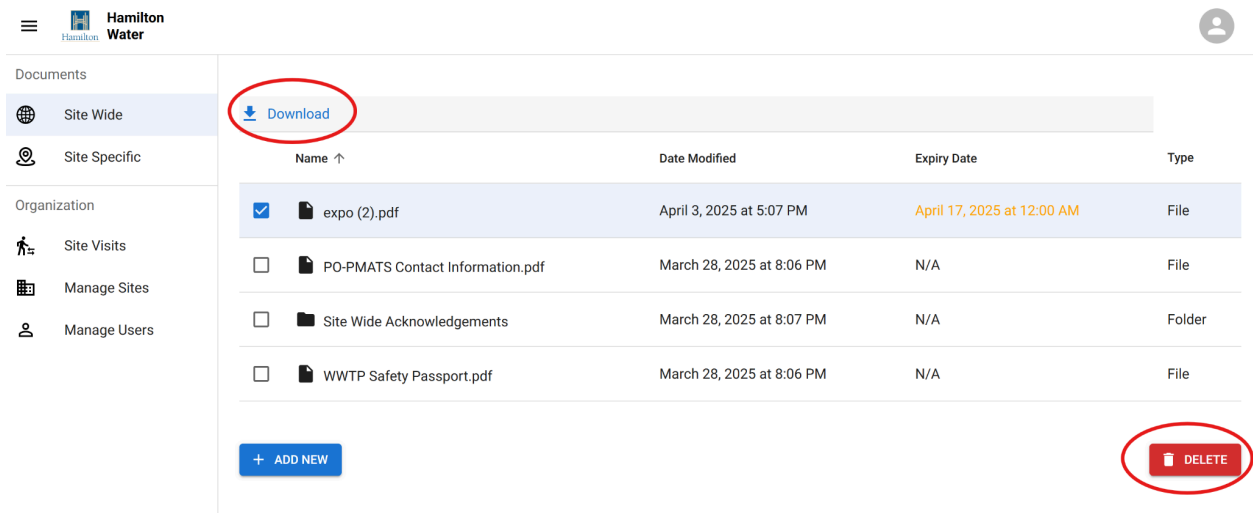 Hamilton
Hamilton
Water
Documents
Site Wide
Site Specific
Organization
Site Visits
Manage Sites
Manage Users
Download
Name Date Modified Expiry Date Type
expo (2).pdf April 3, 2025 at 5:07 PM April 17, 2025 at 12:00 AM File
PO-PMATS Contact Information.pdf March 28, 2025 at 8:06 PM N/A File
Site Wide Acknowledgements March 28, 2025 at 8:07 PM N/A Folder
WWTP Safety Passport.pdf March 28, 2025 at 8:06 PM N/A File
+ ADD NEW
DELETE